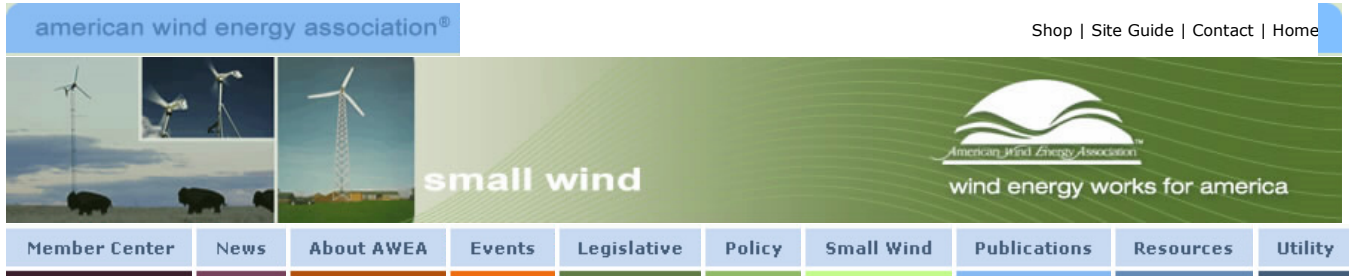 american wind energy association®
Shop | Site Guide | Contact | Home
small wind
American Wind Energy Association™
wind energy works for america
Member Center News About AWEA Events Legislative Policy Small Wind Publications Resources Utility